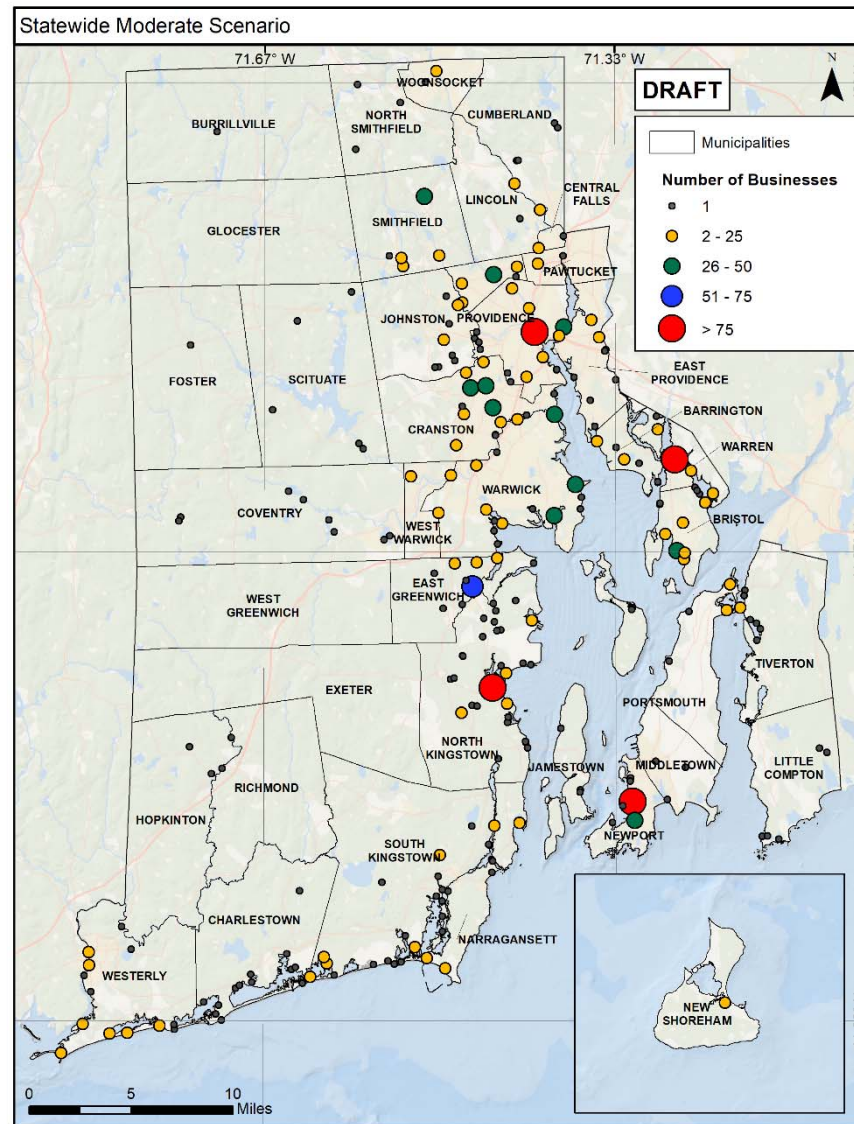 Statewide Moderate Scenario
71.67° W
71.33° W
N
DRAFT
Municipalities
Number of Businesses
1
2 - 25
26 - 50
51 - 75
> 75
WOONSOCKET
BURRILLVILLE
NORTH
SMITHFIELD
CUMBERLAND
CENTRAL
FALLS
LINCOLN
SMITHFIELD
GLOCESTER
PAWTUCKET
JOHNSTON
PROVIDENCE
EAST
PROVIDENCE
FOSTER
SCITUATE
BARRINGTON
CRANSTON
WARREN
WARWICK
COVENTRY
WEST
WARWICK
BRISTOL
WEST
GREENWICH
EAST
GREENWICH
TIVERTON
EXETER
PORTSMOUTH
NORTH
KINGSTOWN
JAMESTOWN
MIDDLETOWN
LITTLE
COMPTON
RICHMOND
HOPKINTON
NEWPORT
SOUTH
KINGSTOWN
CHARLESTOWN
NARRAGANSETT
WESTERLY
NEW
SHOREHAM
0 5 10
Miles